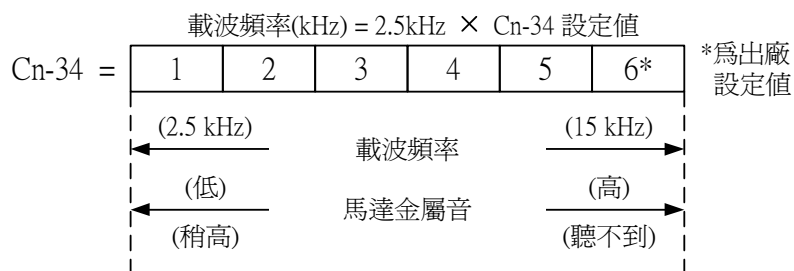 載波頻率(kHz) = 2.5kHz × Cn-34 設定值
Cn-34 = 1 2 3 4 5 6* *為出廠
設定值
(2.5 kHz) 載波頻率 (15 kHz)
(低) 馬達金屬音 (高)
(稍高) (聽不到)